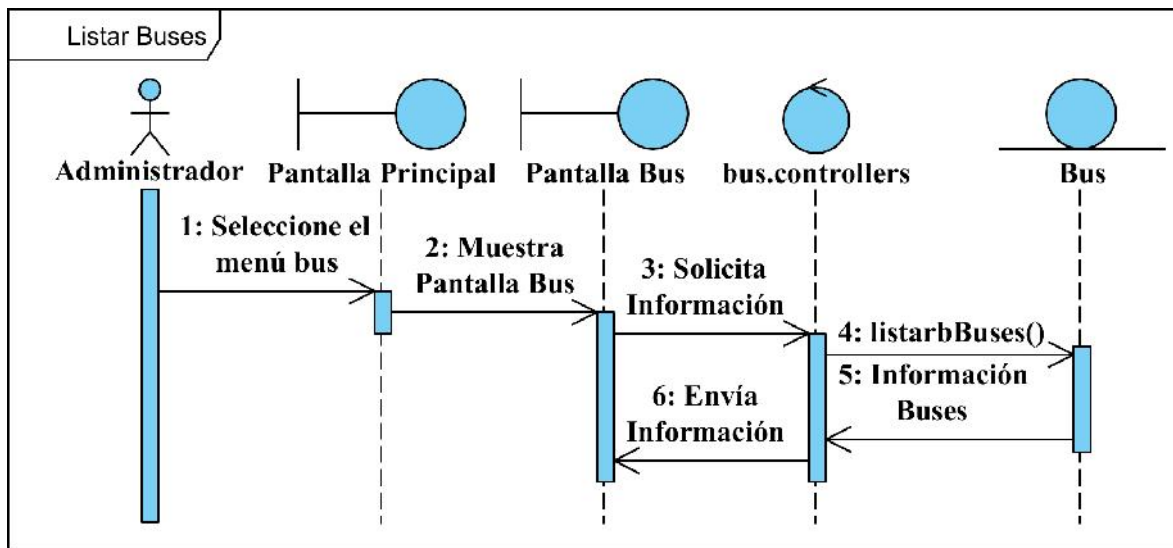 Listar Buses
Administrador
Pantalla Principal
Pantalla Bus
bus.controllers
Bus
1: Seleccione el
menú bus
2: Muestra
Pantalla Bus
3: Solicita
Información
4: listarbBuses()
5: Información
Buses
6: Envía
Información